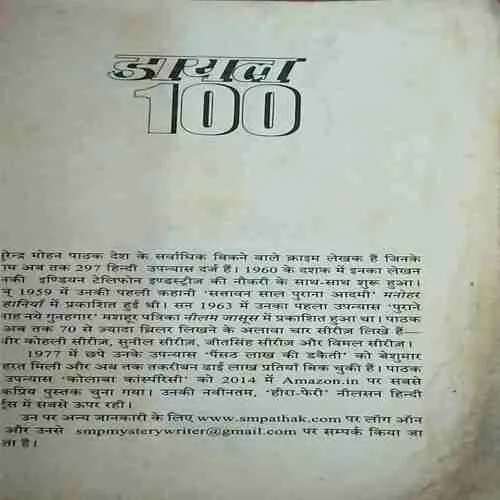 डायल
100
रेन्द्र मोहन पाठक देश के सर्वाधिक बिकने वाले क्राइम लेखक हैं जिनके
ाम अब तक 297 हिन्दी उपन्यास दर्ज हैं। 1960 के दशक में इनका लेखन
नकी इण्डियन टेलिफोन इण्डस्ट्रीज की नौकरी के साथ-साथ शुरू हुआ।
न् 1959 में उनकी पहली कहानी 'सत्तावन साल पुराना आदमी' मनोहर
हानियाँ में प्रकाशित हुई थी। सन 1963 में उनका पहला उपन्यास 'पुराने
ाह नये गुनहगार' मशहूर पत्रिका नीलम जासूस में प्रकाशित हुआ था। पाठक
अब तक 70 से ज्यादा थ्रिलर लिखने के अलावा चार सीरीज़ लिखे हैं—
धीर कोहली सीरीज़, सुनील सीरीज़, जीतसिंह सीरीज़ और विमल सीरीज़।
1977 में छपे उनके उपन्यास 'पैंसठ लाख की डकैती' को बेशुमार
हरत मिली और अब तक तकरीबन ढाई लाख प्रतियाँ बिक चुकी हैं। पाठक
उपन्यास 'कोलाबा कांस्पीरेसी' को 2014 में Amazon.in पर सबसे
कप्रिय पुस्तक चुना गया। उनकी नवीनतम, 'हीरा-फेरी' नीलसन हिन्दी
र्ट्स में सबसे ऊपर रही।
उन पर अन्य जानकारी के लिए www.smpathak.com पर लॉग ऑन
और उनसे smpmysterywriter@gmail.com पर सम्पर्क किया जा
ता है।